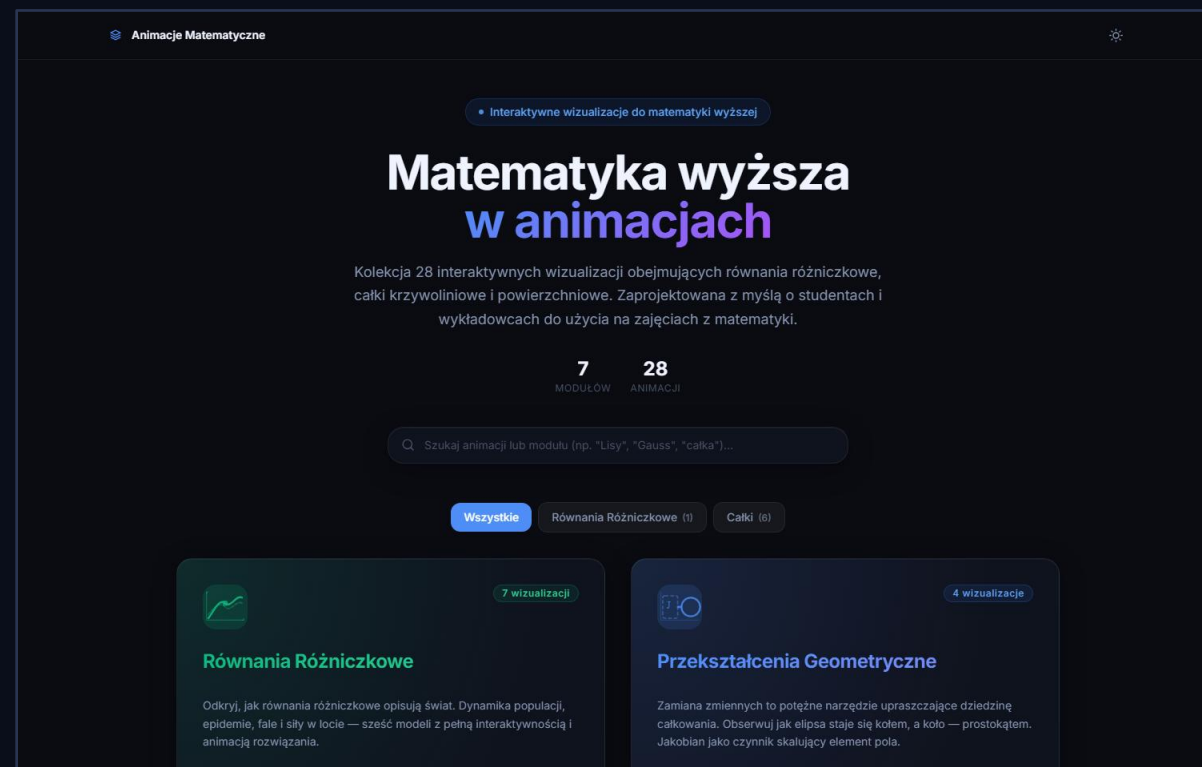 Animacje Matematyczne
Interaktywne wizualizacje do matematyki wyższej
Matematyka wyższa
w animacjach
Kolekcja 28 interaktywnych wizualizacji obejmujących równania różniczkowe,
całki krzywoliniowe i powierzchniowe. Zaprojektowana z myślą o studentach i
wykładowcach do użycia na zajęciach z matematyki.
7 28
MODUŁÓW ANIMACJI
Szukaj animacji lub modułu (np. "Lisy", "Gauss", "całka")...
Wszystkie Równania Różniczkowe (1) Całki (6)
7 wizualizacji
Równania Różniczkowe
Odkryj, jak równania różniczkowe opisują świat. Dynamika populacji,
epidemie, fale i siły w locie — sześć modeli z pełną interaktywnością i
animacją rozwiązania.
J
4 wizualizacje
Przekształcenia Geometryczne
Zamiana zmiennych to potężne narzędzie upraszczające dziedzinę
całkowania. Obserwuj jak elipsa staje się kołem, a koło — prostokątem.
Jakobian jako czynnik skalujący element pola.